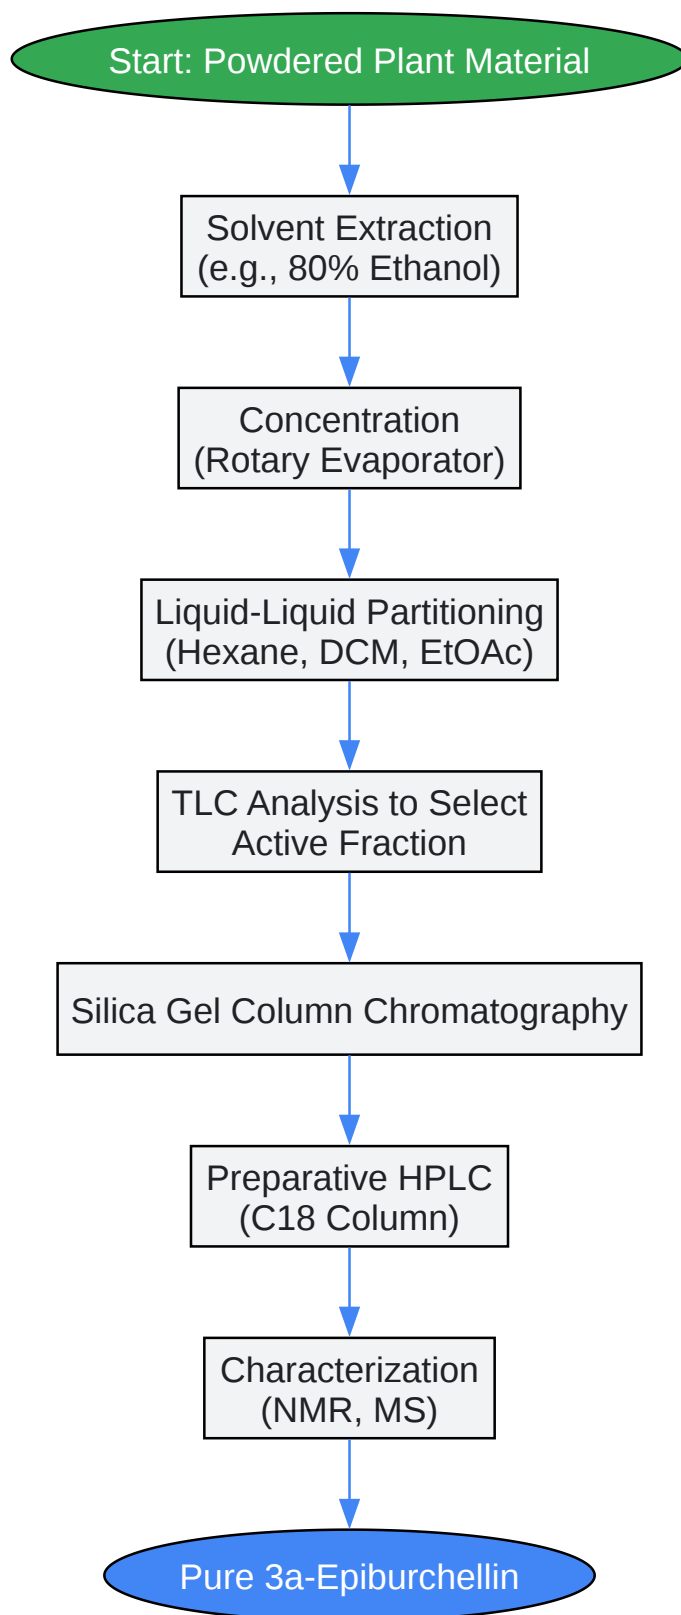 Start: Powdered Plant Material
Solvent Extraction
(e.g., 80% Ethanol)
Concentration
(Rotary Evaporator)
Liquid-Liquid Partitioning
(Hexane, DCM, EtOAc)
TLC Analysis to Select
Active Fraction
Silica Gel Column Chromatography
Preparative HPLC
(C18 Column)
Characterization
(NMR, MS)
Pure 3a-Epiburchellin